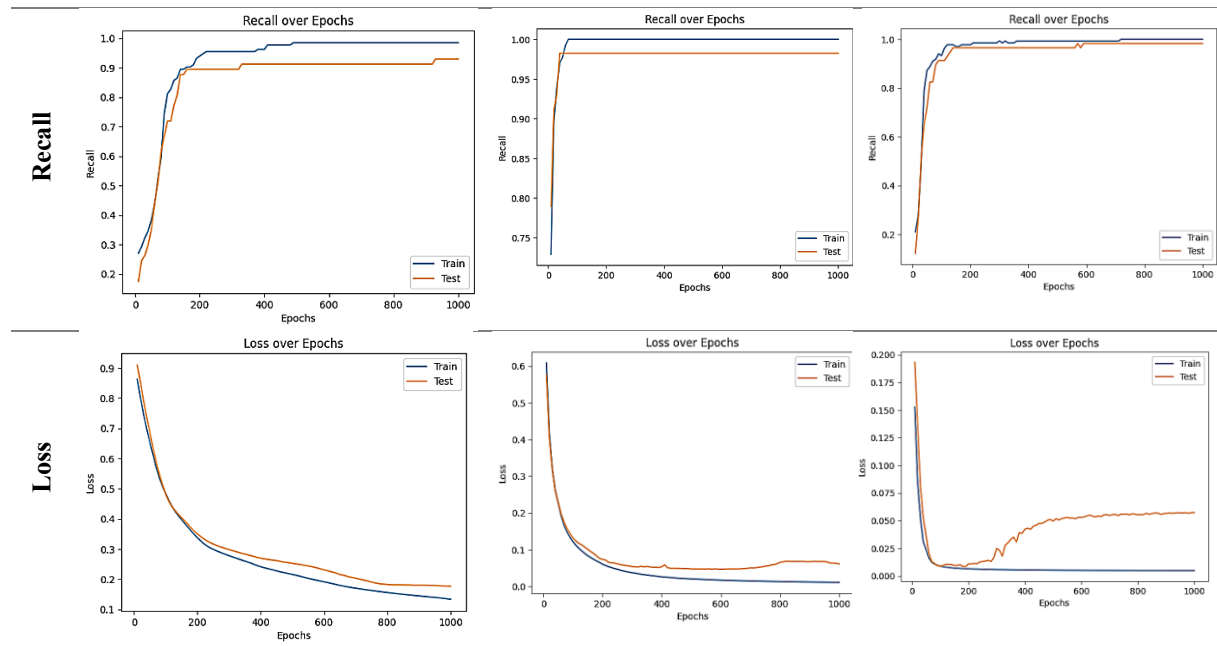 Recall
Recall over Epochs
Recall
1.0
0.9
0.8
0.7
0.6
0.5
0.4
0.3
0.2
0
200
400
600
800
1000
Epochs
Train
Test
Recall over Epochs
Recall
1.00
0.95
0.90
0.85
0.80
0.75
0
200
400
600
800
1000
Epochs
Train
Test
Recall over Epochs
Recall
1.0
0.8
0.6
0.4
0.2
0
200
400
600
800
1000
Epochs
Train
Test
Loss
Loss over Epochs
Loss
0.9
0.8
0.7
0.6
0.5
0.4
0.3
0.2
0.1
0
200
400
600
800
1000
Epochs
Train
Test
Loss over Epochs
Loss
0.6
0.5
0.4
0.3
0.2
0.1
0.0
0
200
400
600
800
1000
Epochs
Train
Test
Loss over Epochs
Loss
0.200
0.175
0.150
0.125
0.100
0.075
0.050
0.025
0.000
0
200
400
600
800
1000
Epochs
Train
Test